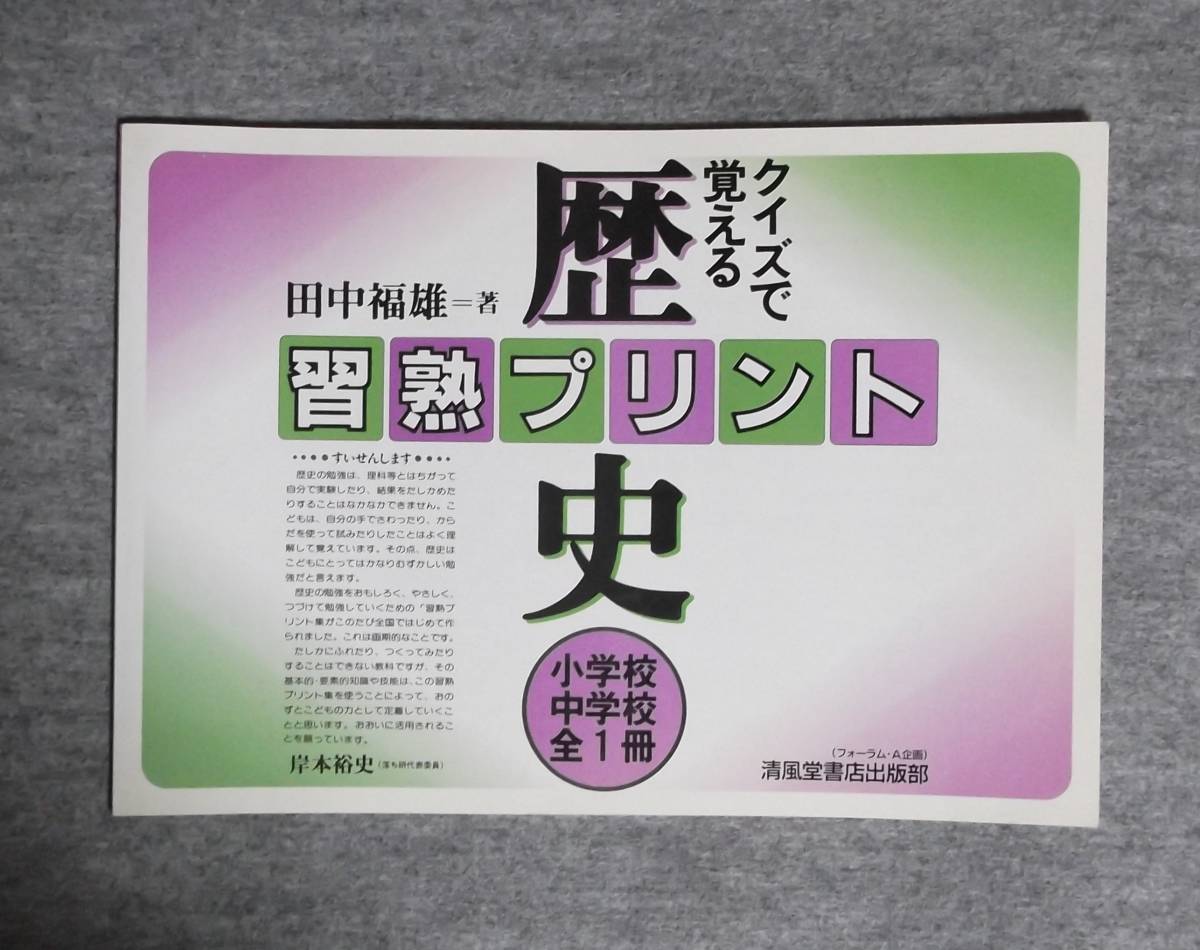 クイズで
覚える
歴
田中福雄＝著
習熟プリント
史
••••すいせんします••••
歴史の勉強は、理科等とはちがって
自分で実験したり、結果をたしかめた
りすることはなかなかできません。こ
どもは、自分の手でさわったり、から
だを使って試みたりしたことはよく理
解して覚えています。その点、歴史は
こどもにとってはかなりむずかしい勉
強だと言えます。
歴史の勉強をおもしろく、やさしく、
つづけて勉強していくための「習熟プ
リント集がこのたび全国ではじめて作
られました。これは画期的なことです。
たしかにふれたり、つくってみたり
することはできない教科ですが、その
基本的・要素的知識や技能は、この習熟
プリント集を使うことによって、おの
ずとこどもの力として定着していくこ
とと思います。おおいに活用されるこ
とを願っています。
岸本裕史(落ち研代表委員)
小学校
中学校
全1冊
(フォーラム・A企画)
清風堂書店出版部